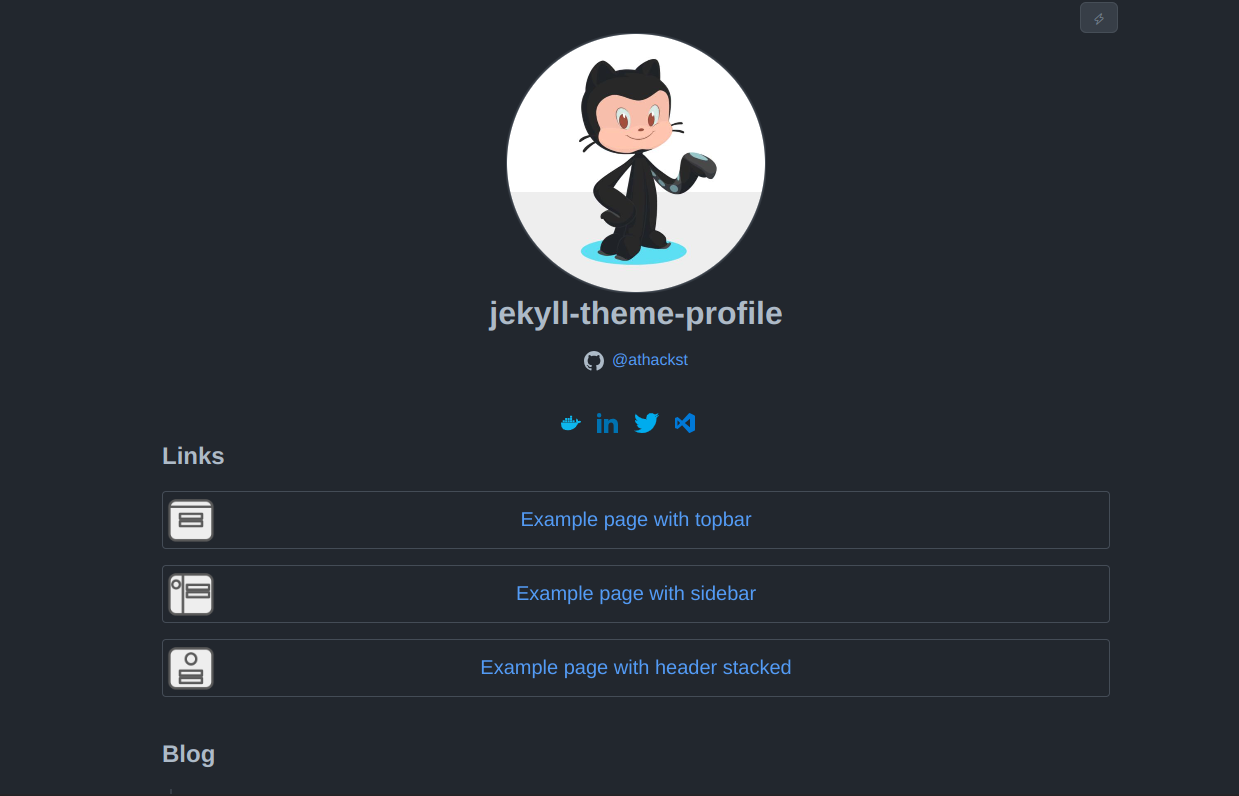 jekyll-theme-profile
@athackst
Links
Example page with topbar
Example page with sidebar
Example page with header stacked
Blog